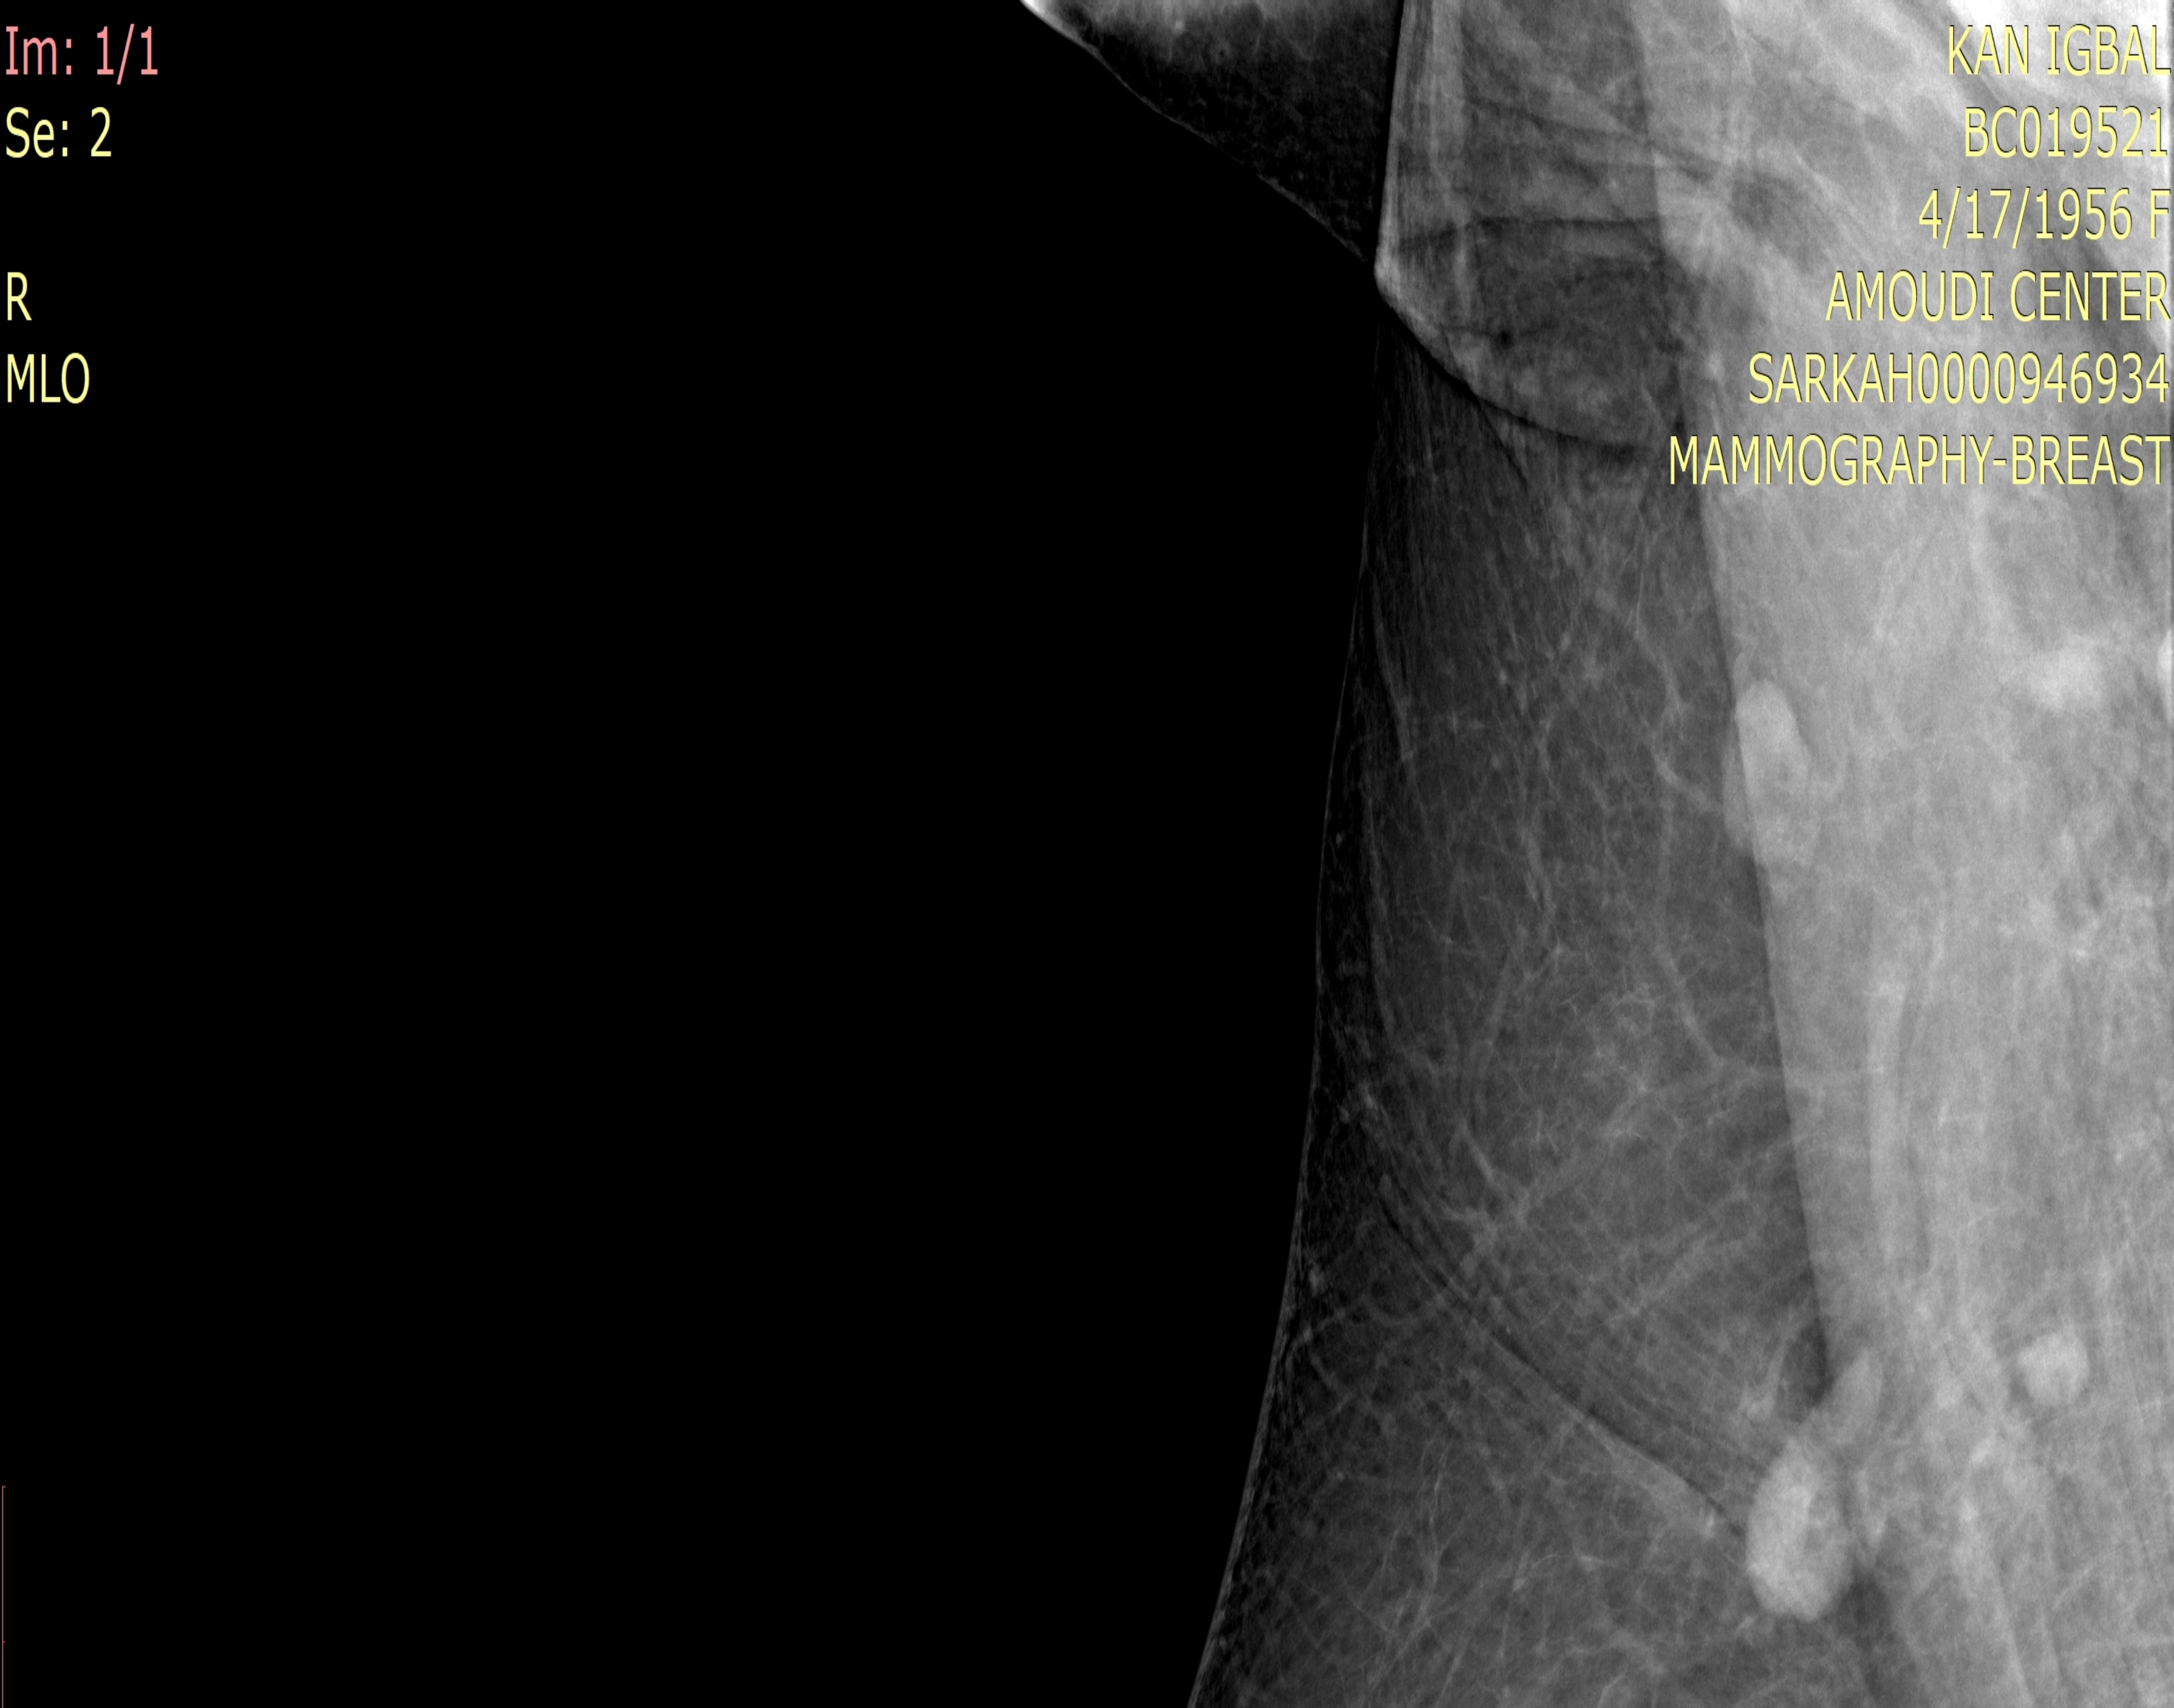 Im: 1/1
Se: 2
R
MLO
KAN IGBAL
BC019521
4/17/1956 F
AMOUDI CENTER
SARKAH0000946934
MAMMOGRAPHY-BREAST